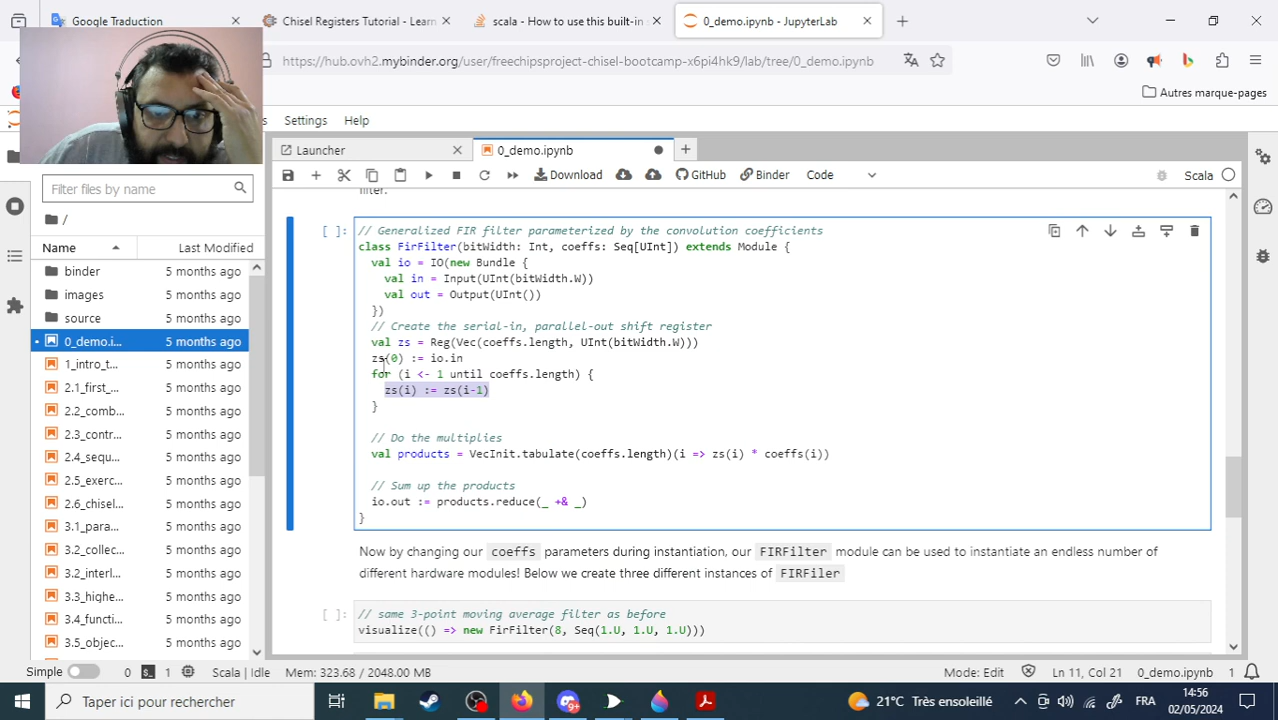 Google Traduction
Chisel Registers Tutorial - Learn
scala - How to use this built-in s
0_demo.ipynb - JupyterLab
https://hub.ovh2.mybinder.org/user/freechipsproject-chisel-bootcamp-x6pi4hk9/lab/tree/0_demo.ipynb
Autres marque-pages
Settings Help
Launcher
0_demo.ipynb
Filter files by name
Download GitHub Binder Code Scala
/
Name Last Modified
binder 5 months ago
images 5 months ago
source 5 months ago
0_demo.i... 5 months ago
1_intro_t... 5 months ago
2.1_first_... 5 months ago
2.2_comb... 5 months ago
2.3_contr... 5 months ago
2.4_sequ... 5 months ago
2.5_exerc... 5 months ago
2.6_chisel... 5 months ago
3.1_para... 5 months ago
3.2_collec... 5 months ago
3.2_interl... 5 months ago
3.3_highe... 5 months ago
3.4_functi... 5 months ago
3.5_objec... 5 months ago
filter.
[ ]:
// Generalized FIR filter parameterized by the convolution coefficients
class FirFilter(bitWidth: Int, coeffs: Seq[UInt]) extends Module {
val io = IO(new Bundle {
val in = Input(UInt(bitWidth.W))
val out = Output(UInt())
})
// Create the serial-in, parallel-out shift register
val zs = Reg(Vec(coeffs.length, UInt(bitWidth.W)))
zs(0) := io.in
for (i <- 1 until coeffs.length) {
zs(i) := zs(i-1)
}
// Do the multiplies
val products = VecInit.tabulate(coeffs.length)(i => zs(i) * coeffs(i))
// Sum up the products
io.out := products.reduce(_ +& _)
}
Now by changing our coeffs parameters during instantiation, our FIRFilter module can be used to instantiate an endless number of
different hardware modules! Below we create three different instances of FIRFiler
[ ]:
// same 3-point moving average filter as before
visualize(() => new FirFilter(8, Seq(1.U, 1.U, 1.U)))
Simple 0 1 Scala | Idle Mem: 323.68 / 2048.00 MB Mode: Edit Ln 11, Col 21 0_demo.ipynb 1
Taper ici pour rechercher
21°C Très ensoleillé
FRA
14:56
02/05/2024